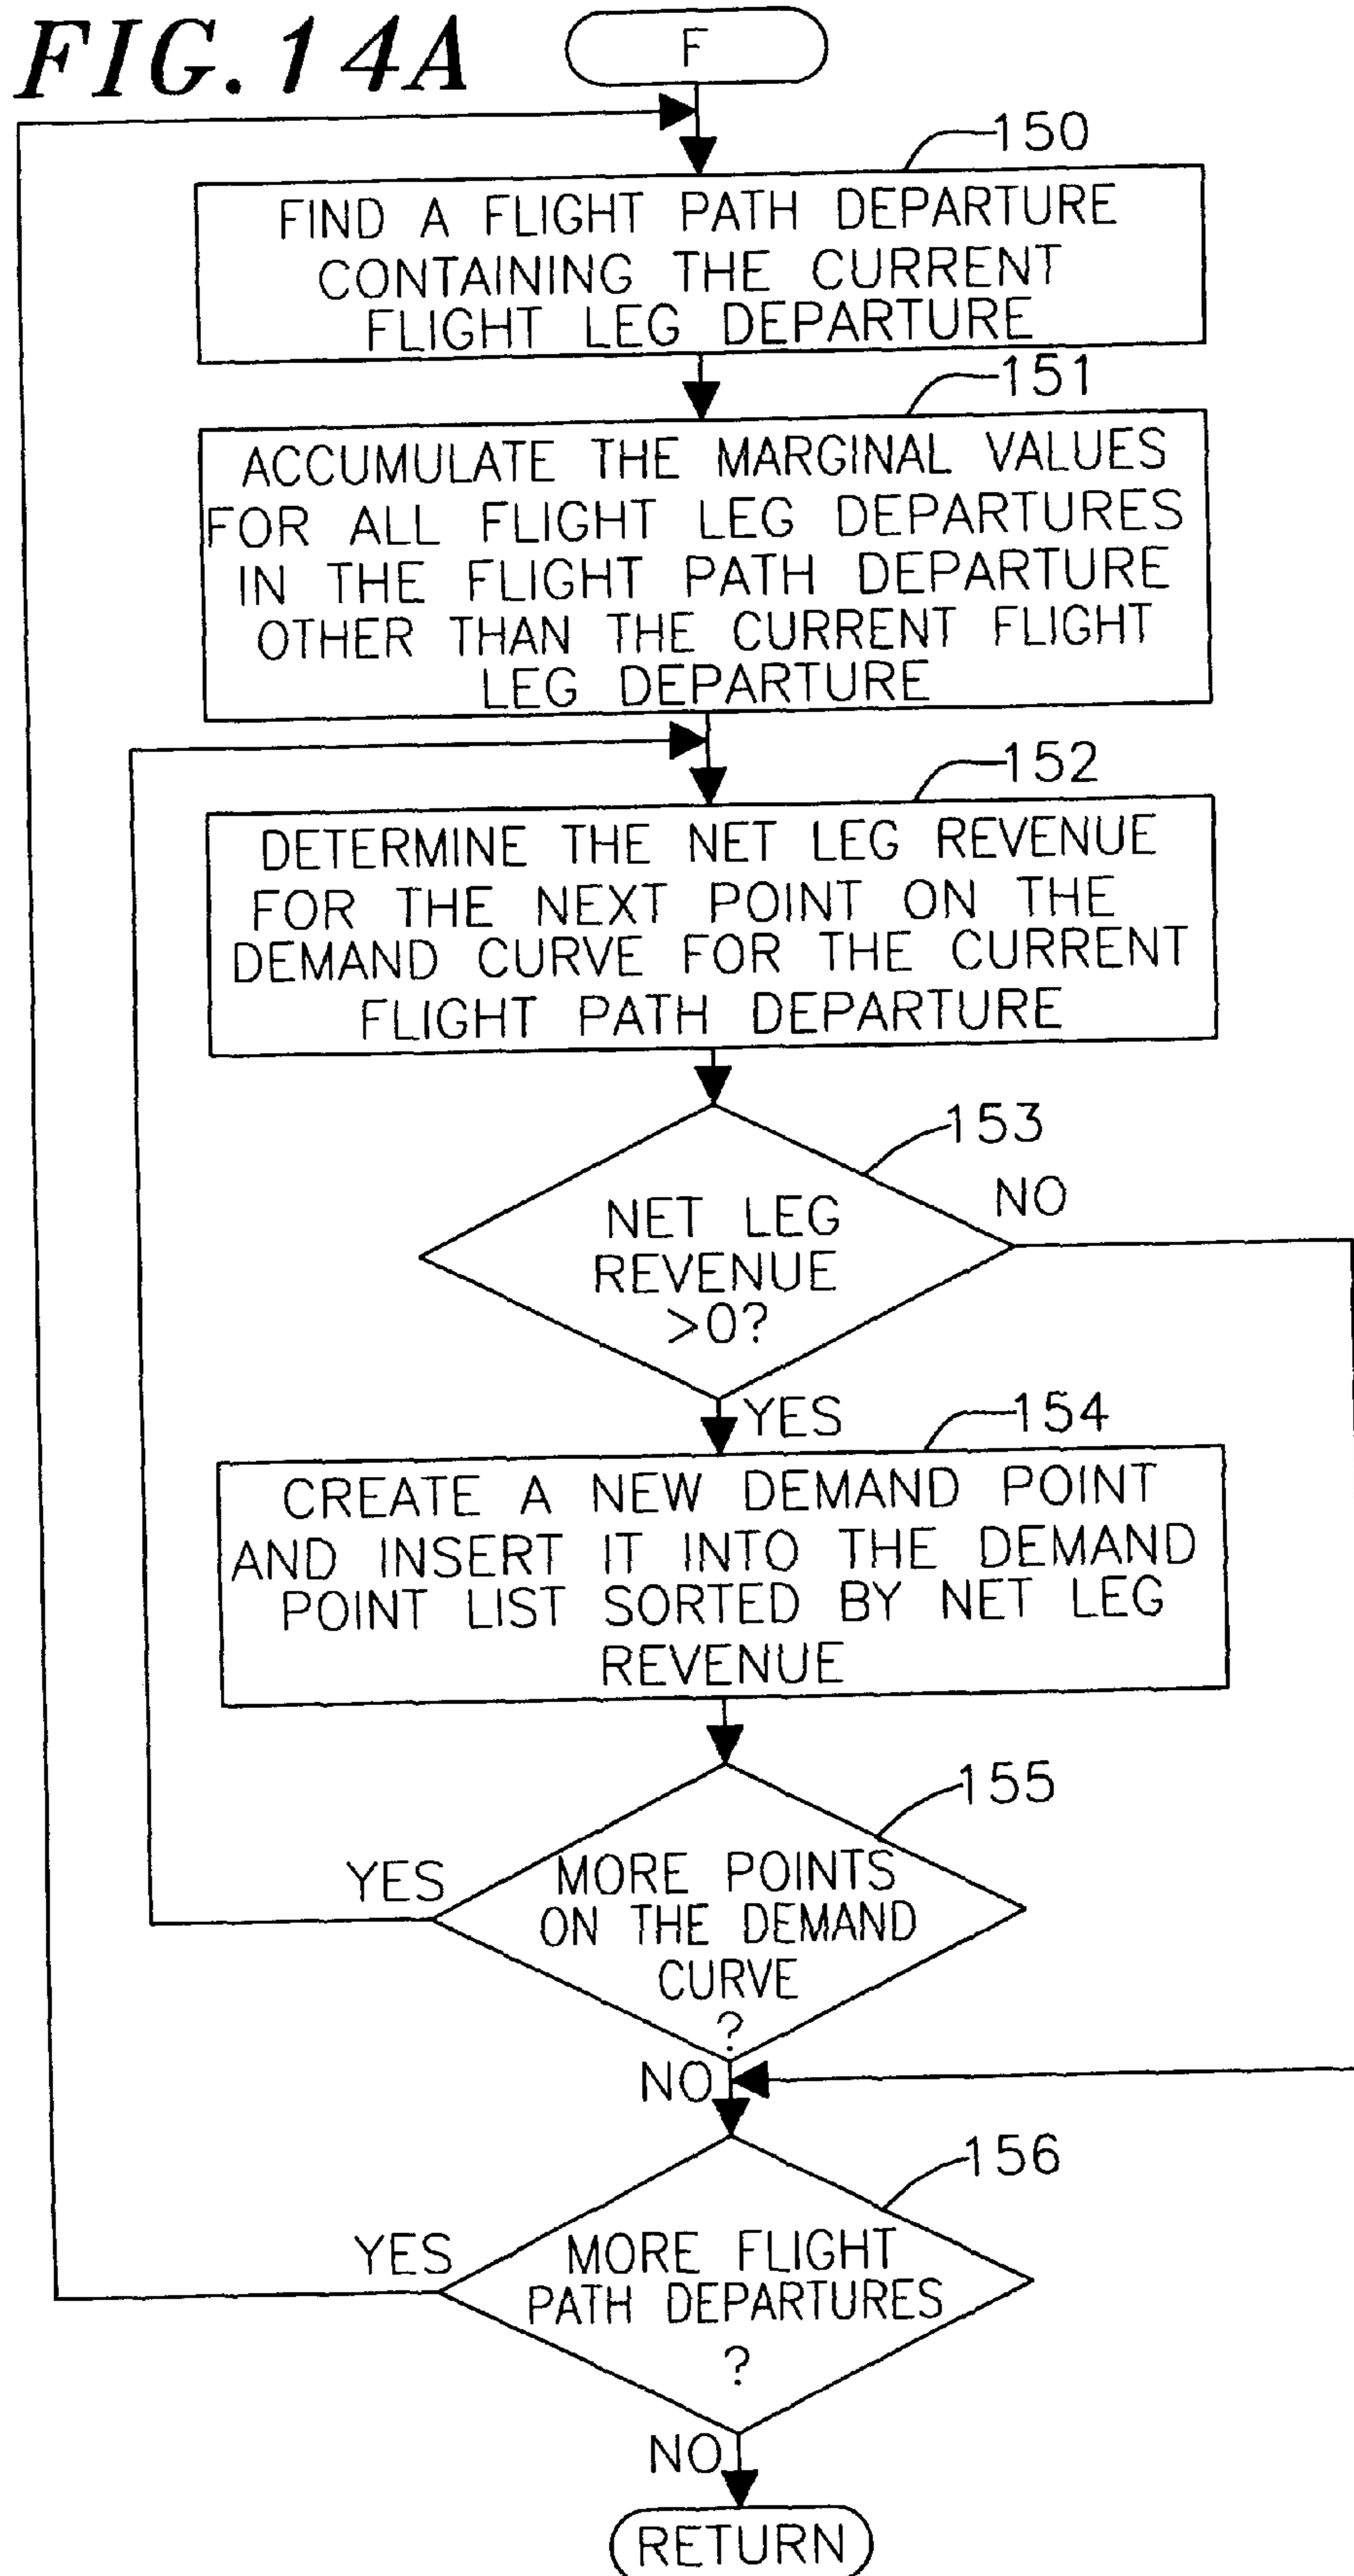 FIG. 14A
F
150
FIND A FLIGHT PATH DEPARTURE
CONTAINING THE CURRENT
FLIGHT LEG DEPARTURE
151
ACCUMULATE THE MARGINAL VALUES
FOR ALL FLIGHT LEG DEPARTURES
IN THE FLIGHT PATH DEPARTURE
OTHER THAN THE CURRENT FLIGHT
LEG DEPARTURE
152
DETERMINE THE NET LEG REVENUE
FOR THE NEXT POINT ON THE
DEMAND CURVE FOR THE CURRENT
FLIGHT PATH DEPARTURE
153
NO
NET LEG
REVENUE
>0?
YES
154
CREATE A NEW DEMAND POINT
AND INSERT IT INTO THE DEMAND
POINT LIST SORTED BY NET LEG
REVENUE
155
YES
MORE POINTS
ON THE DEMAND
CURVE
?
NO
156
YES
MORE FLIGHT
PATH DEPARTURES
?
NO
RETURN